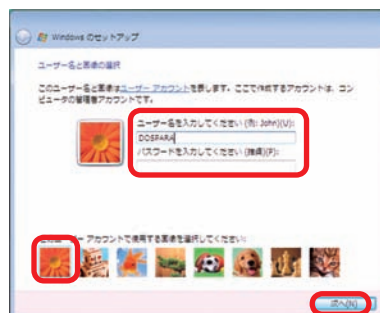 Windows のセットアップ
ユーザー名と画像の選択
このユーザー名と画像はユーザー アカウントを表します。ここで作成するアカウントは、コン
ピュータの管理者アカウントです。
ユーザー名を入力してください (例: John)(U):
DOSPARA
パスワードを入力してください (推奨)(P):
アカウントで使用する画像を選択してください:
次へ(N)